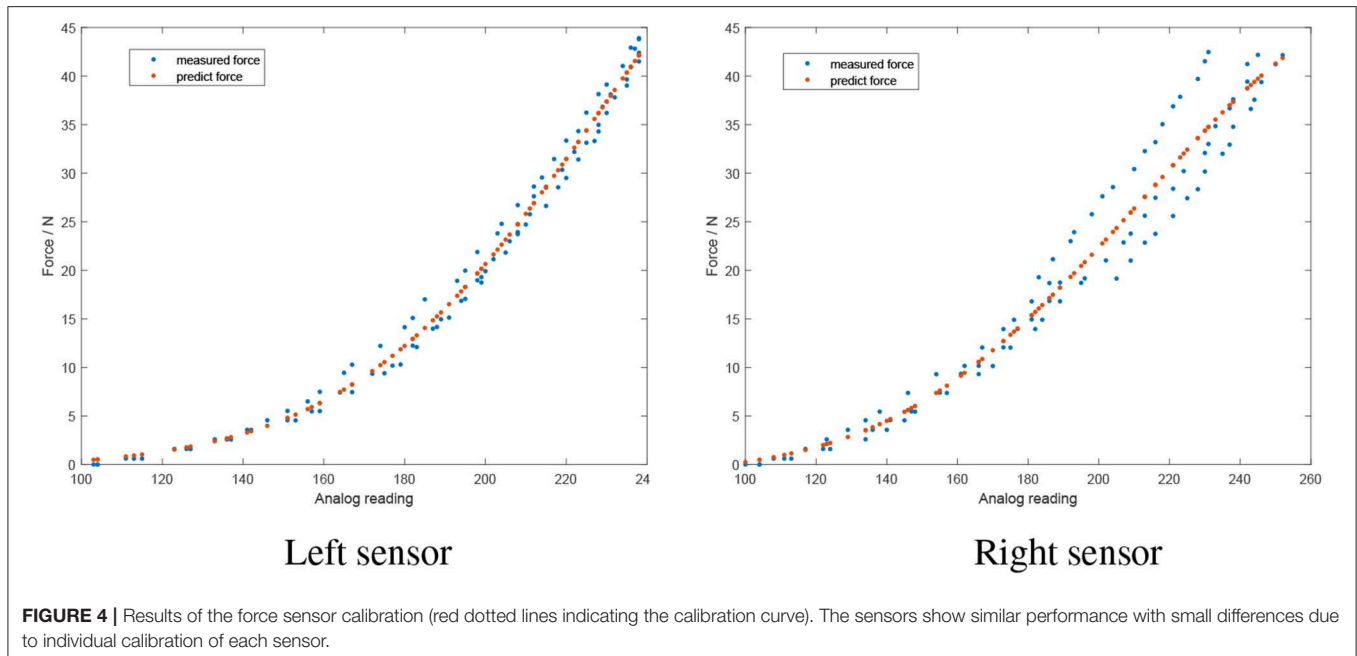 45
40
35
30
25
20
15
10
5
0
Force / N
measured force
predict force
100 120 140 160 180 200 220 24
Analog reading
Left sensor
45
40
35
30
25
20
15
10
5
0
Force / N
measured force
predict force
100 120 140 160 180 200 220 240 260
Analog reading
Right sensor
FIGURE 4 | Results of the force sensor calibration (red dotted lines indicating the calibration curve). The sensors show similar performance with small differences due
to individual calibration of each sensor.